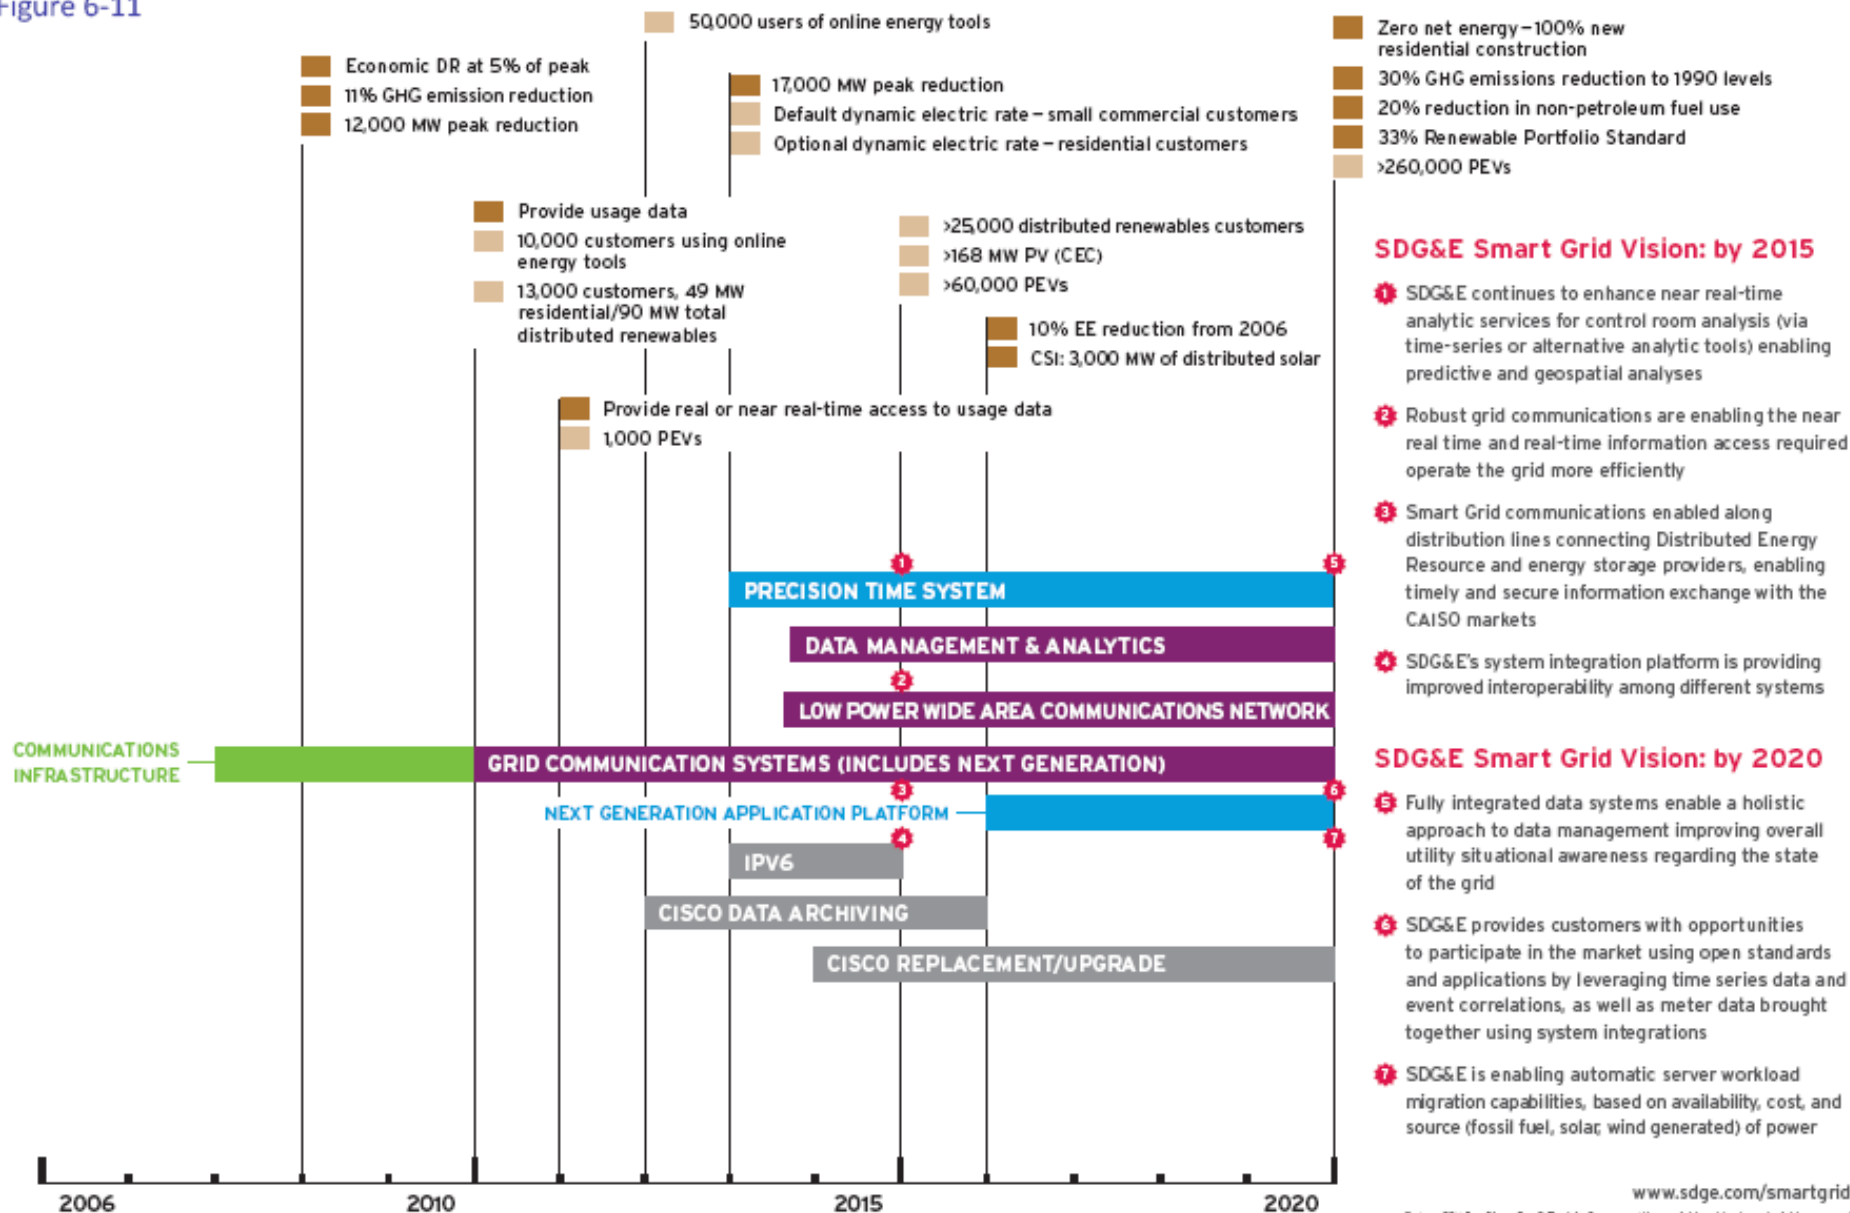 Figure 6-11
50,000 users of online energy tools
Economic DR at 5% of peak
11% GHG emission reduction
12,000 MW peak reduction
17,000 MW peak reduction
Default dynamic electric rate – small commercial customers
Optional dynamic electric rate – residential customers
Zero net energy – 100% new
residential construction
30% GHG emissions reduction to 1990 levels
20% reduction in non-petroleum fuel use
33% Renewable Portfolio Standard
>260,000 PEVs
Provide usage data
10,000 customers using online
energy tools
13,000 customers, 49 MW
residential/90 MW total
distributed renewables
>25,000 distributed renewables customers
>168 MW PV (CEC)
>60,000 PEVs
10% EE reduction from 2006
CSI: 3,000 MW of distributed solar
Provide real or near real-time access to usage data
1,000 PEVs
1
5
PRECISION TIME SYSTEM
DATA MANAGEMENT & ANALYTICS
2
LOW POWER WIDE AREA COMMUNICATIONS NETWORK
COMMUNICATIONS
INFRASTRUCTURE
GRID COMMUNICATION SYSTEMS (INCLUDES NEXT GENERATION)
3
6
NEXT GENERATION APPLICATION PLATFORM
4
7
IPV6
CISCO DATA ARCHIVING
CISCO REPLACEMENT/UPGRADE
2006
2010
2015
2020
SDG&E Smart Grid Vision: by 2015
1 SDG&E continues to enhance near real-time
analytic services for control room analysis (via
time-series or alternative analytic tools) enabling
predictive and geospatial analyses
2 Robust grid communications are enabling the near
real time and real-time information access required
operate the grid more efficiently
3 Smart Grid communications enabled along
distribution lines connecting Distributed Energy
Resource and energy storage providers, enabling
timely and secure information exchange with the
CAISO markets
4 SDG&E's system integration platform is providing
improved interoperability among different systems
SDG&E Smart Grid Vision: by 2020
5 Fully integrated data systems enable a holistic
approach to data management improving overall
utility situational awareness regarding the state
of the grid
6 SDG&E provides customers with opportunities
to participate in the market using open standards
and applications by leveraging time series data and
event correlations, as well as meter data brought
together using system integrations
7 SDG&E is enabling automatic server workload
migration capabilities, based on availability, cost, and
source (fossil fuel, solar, wind generated) of power
www.sdge.com/smartgrid